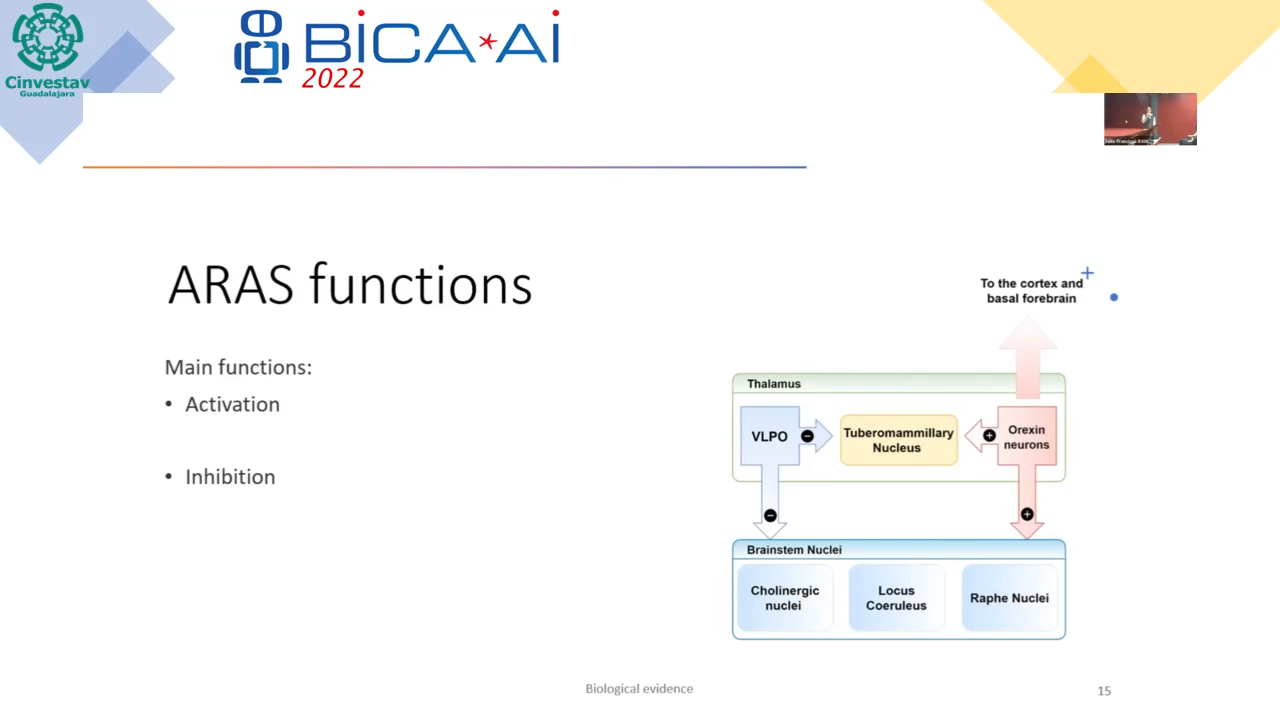 Cinvestav
Guadalajara
BiCA*Ai
2022
ARAS functions
Main functions:
• Activation
• Inhibition
To the cortex and
basal forebrain
Thalamus
VLPO
Tuberomammillary
Nucleus
Orexin
neurons
Brainstem Nuclei
Cholinergic
nuclei
Locus
Coeruleus
Raphe Nuclei
Biological evidence
15